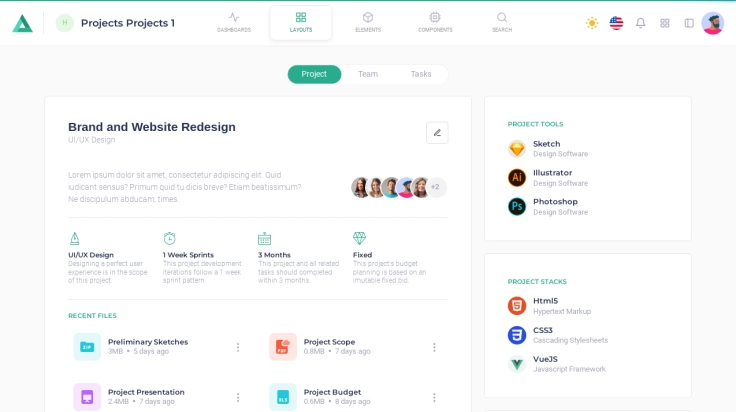 H
Projects Projects 1
DASHBOARDS
LAYOUTS
ELEMENTS
COMPONENTS
SEARCH
Project
Team
Tasks
Brand and Website Redesign
UI/UX Design
Lorem ipsum dolor sit amet, consectetur adipiscing elit. Quid
iudicant sensus? Primum quid tu dicis breve? Etiam beatissimum?
Ne discipulum abducam, times.
+2
UI/UX Design
Designing a perfect user
experience is in the scope
of this project.
1 Week Sprints
This project development
iterations follow a 1 week
sprint pattern.
3 Months
This project and all related
tasks should completed
within 3 months.
Fixed
This project's budget
planning is based on an
imutable fixed bid.
RECENT FILES
ZIP
Preliminary Sketches
3MB • 5 days ago
PDF
Project Scope
0.8MB • 7 days ago
Project Presentation
2.4MB • 7 days ago
XLS
Project Budget
0.6MB • 8 days ago
PROJECT TOOLS
Sketch
Design Software
Ai
Illustrator
Design Software
Ps
Photoshop
Design Software
PROJECT STACKS
Html5
Hypertext Markup
CSS3
Cascading Stylesheets
VueJS
Javascript Framework